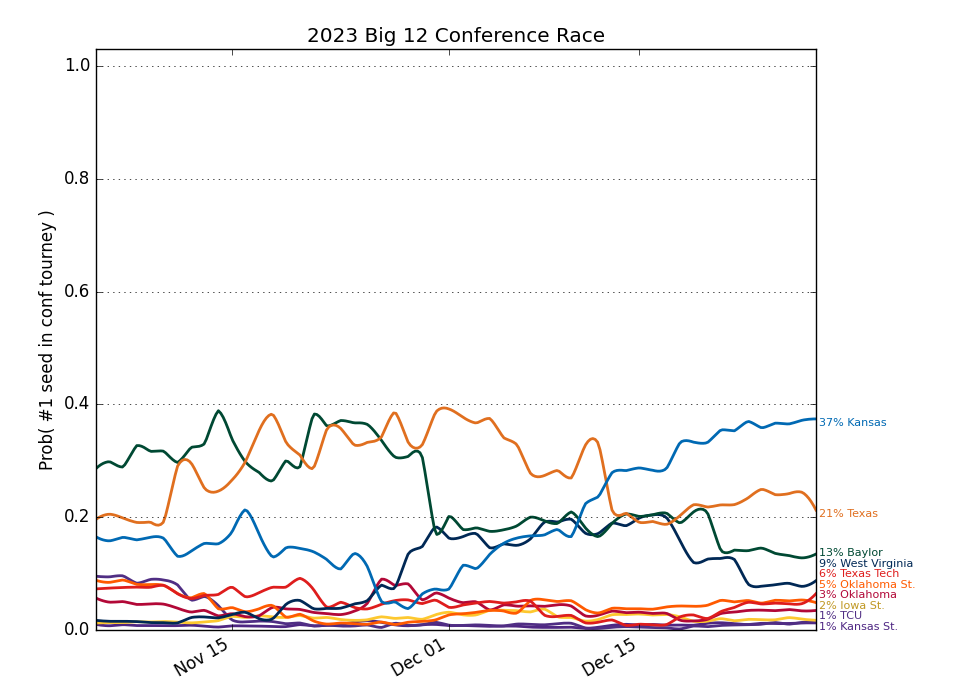 2023 Big 12 Conference Race
Prob( #1 seed in conf tourney )
1.0
0.8
0.6
0.4
0.2
0.0
Nov 15
Dec 01
Dec 15
37% Kansas
21% Texas
13% Baylor
9% West Virginia
6% Texas Tech
5% Oklahoma St.
3% Oklahoma
2% Iowa St.
1% TCU
1% Kansas St.